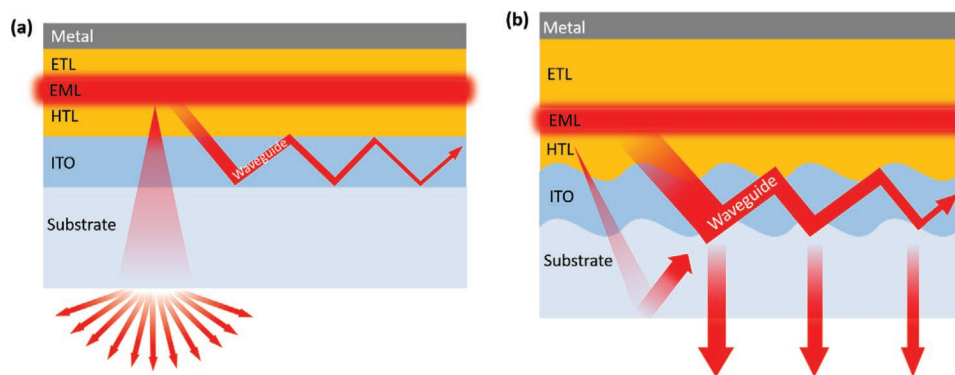 (a)
Metal
ETL
EML
HTL
ITO
Waveguide
Substrate
(b)
Metal
ETL
EML
HTL
ITO
Waveguide
Substrate